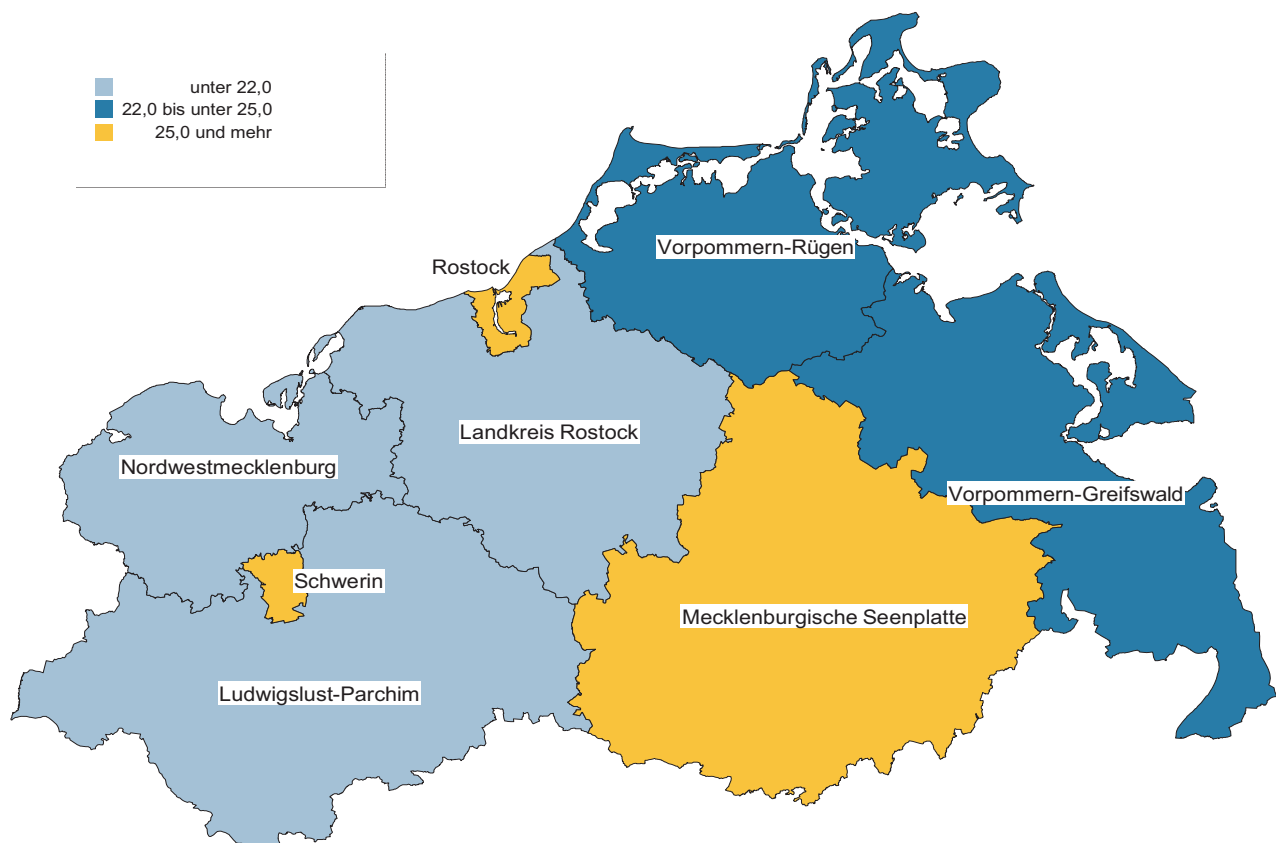 unter 22,0
22,0 bis unter 25,0
25,0 und mehr
Vorpommern-Rügen
Rostock
Landkreis Rostock
Nordwestmecklenburg
Vorpommern-Greifswald
Schwerin
Mecklenburgische Seenplatte
Ludwigslust-Parchim